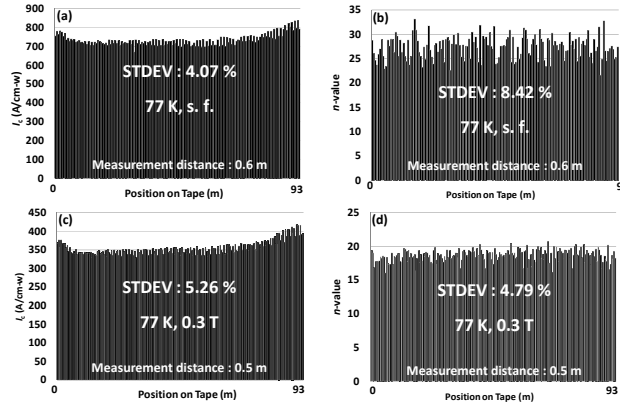 (a)
900
800
700
600
500
400
300
200
100
0
I_c (A/cm-w)
STDEV : 4.07 %
77 K, s. f.
Measurement distance : 0.6 m
0
Position on Tape (m)
93
(b)
35
30
25
20
15
10
5
0
n-value
STDEV : 8.42 %
77 K, s. f.
Measurement distance : 0.6 m
0
Position on Tape (m)
9
(c)
450
400
350
300
250
200
150
100
50
0
I_c (A/cm-w)
STDEV : 5.26 %
77 K, 0.3 T
Measurement distance : 0.5 m
0
Position on Tape (m)
93
(d)
25
20
15
10
5
0
n-value
STDEV : 4.79 %
77 K, 0.3 T
Measurement distance : 0.5 m
0
Position on Tape (m)
93